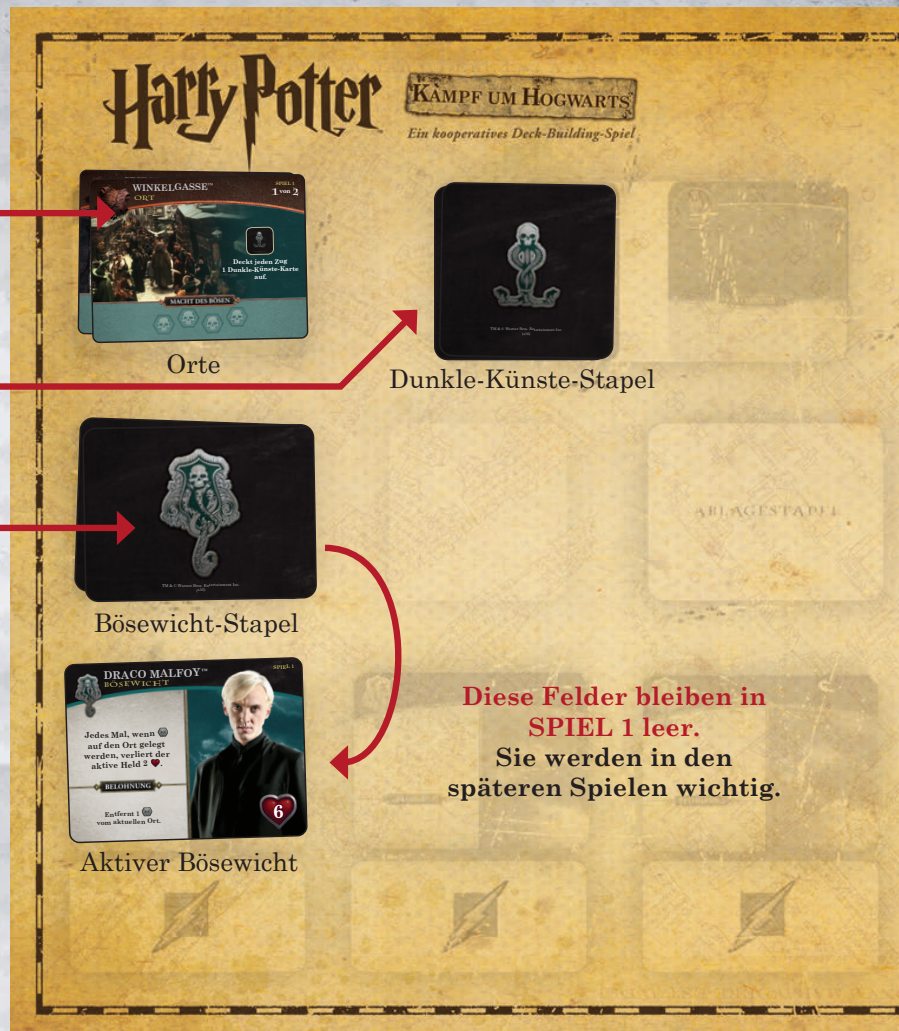 Harry Potter
KAMPF UM HOGWARTS
Ein kooperatives Deck-Building-Spiel
WINKELGASSE™
ORT
SPIEL 1
1 von 2
Deckt jeden Zug
1 Dunkle-Künste-Karte
auf.
MACHT DES BÖSEN
Orte
Dunkle-Künste-Stapel
ABLAGESTAPEL
Bösewicht-Stapel
DRACO MALFOY™
BÖSEWICHT
SPIEL 1
Jedes Mal, wenn
auf den Ort gelegt
werden, verliert der
aktive Held 2
BELOHNUNG
Entfernt 1
vom aktuellen Ort.
6
Aktiver Bösewicht
Diese Felder bleiben in
SPIEL 1 leer.
Sie werden in den
späteren Spielen wichtig.